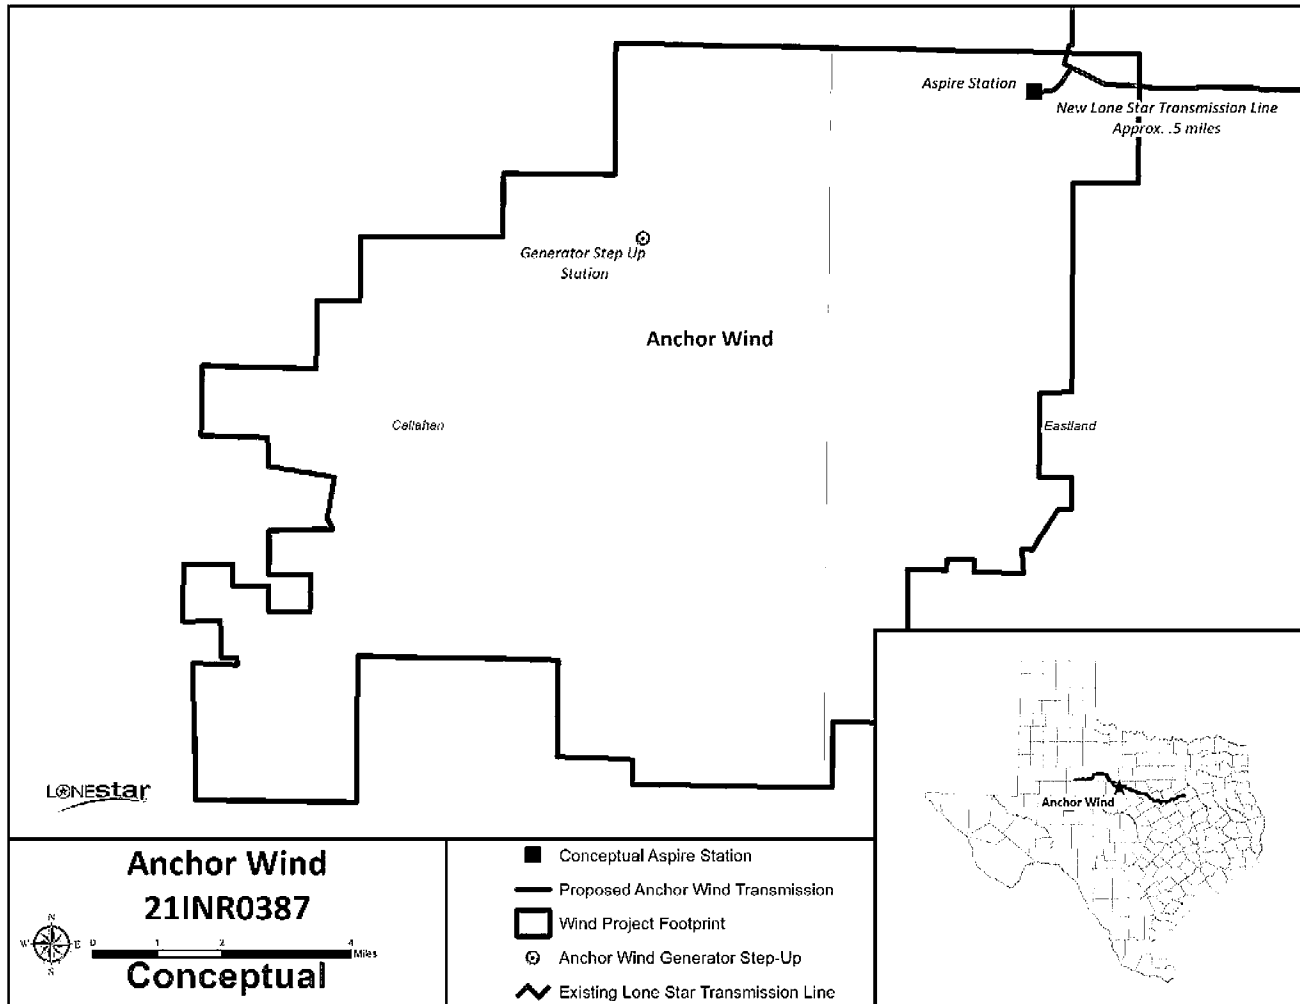 Aspire Station
New Lone Star Transmission Line
Approx. .5 miles
Generator Step Up
Station
Anchor Wind
Callahan
Eastland
LONESTAR
Anchor Wind
Anchor Wind
21INR0387
N
W E
S
0 1 2 4
Miles
Conceptual
Conceptual Aspire Station
Proposed Anchor Wind Transmission
Wind Project Footprint
Anchor Wind Generator Step-Up
Existing Lone Star Transmission Line